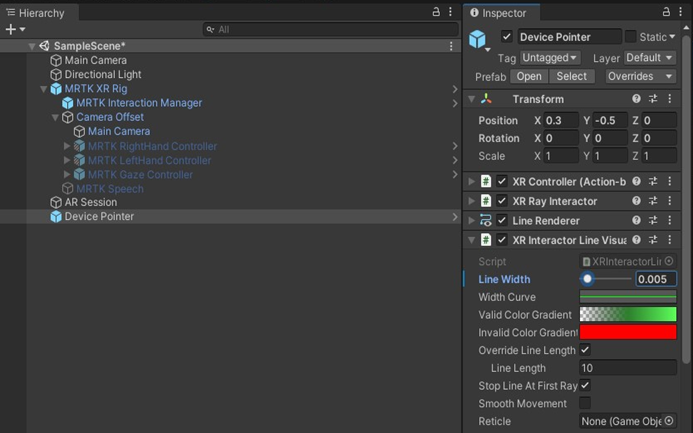 Hierarchy
All
SampleScene*
Main Camera
Directional Light
MRTK XR Rig
MRTK Interaction Manager
Camera Offset
Main Camera
MRTK RightHand Controller
MRTK LeftHand Controller
MRTK Gaze Controller
MRTK Speech
AR Session
Device Pointer
Inspector
Device Pointer Static
Tag Untagged Layer Default
Prefab Open Select Overrides
Transform
Position X 0.3 Y -0.5 Z 0
Rotation X 0 Y 0 Z 0
Scale X 1 Y 1 Z 1
XR Controller (Action-b
XR Ray Interactor
Line Renderer
XR Interactor Line Visua
Script XRInteractorLin
Line Width 0.005
Width Curve
Valid Color Gradient
Invalid Color Gradient
Override Line Length
Line Length 10
Stop Line At First Ray
Smooth Movement
Reticle None (Game Obje